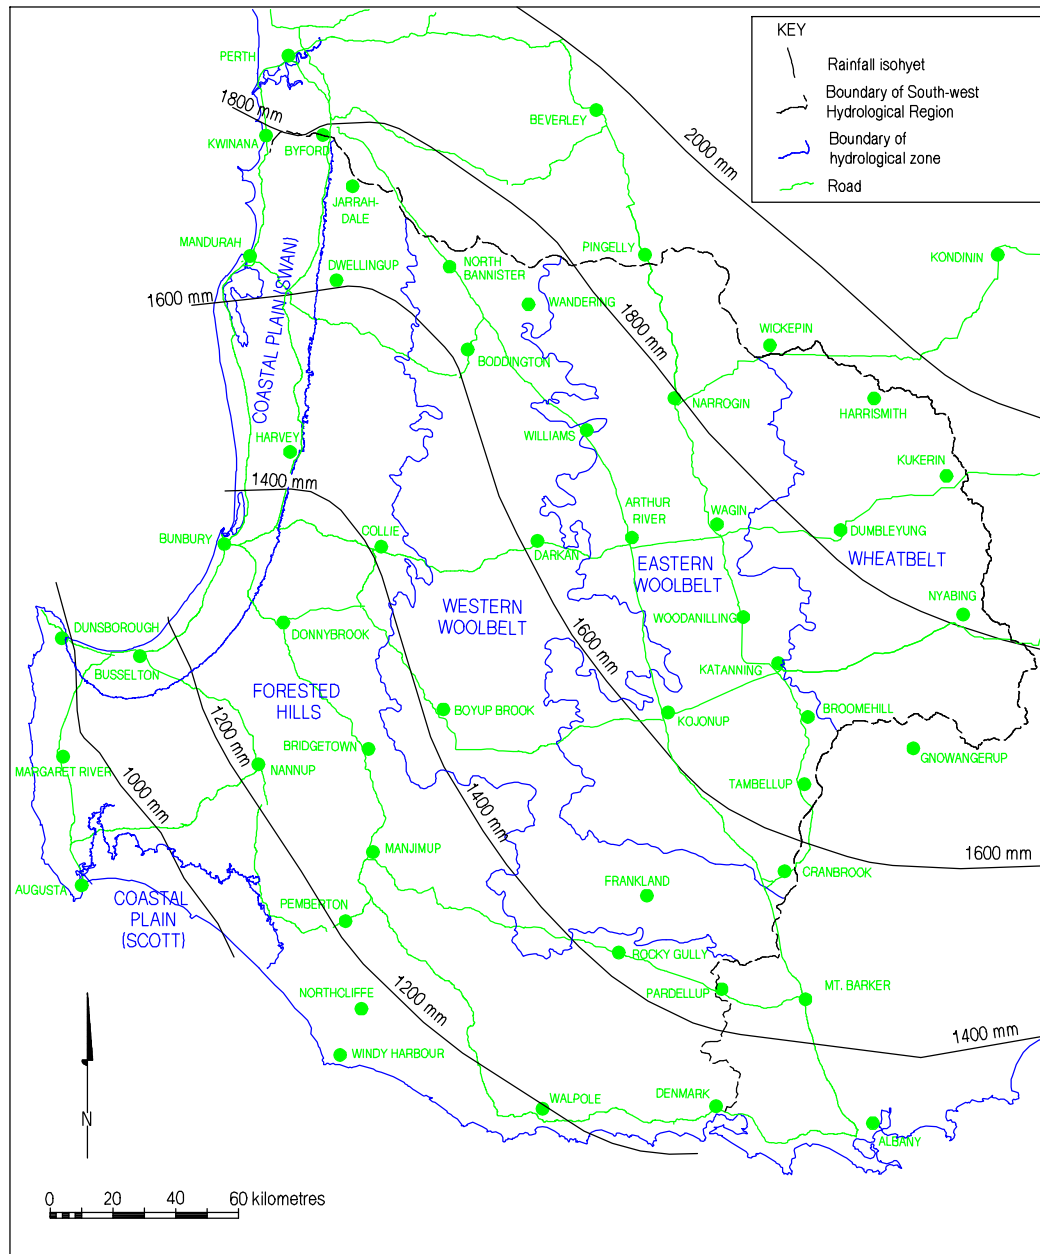 KEY
Rainfall isohyet
Boundary of South-west
Hydrological Region
Boundary of
hydrological zone
Road
PERTH
1800 mm
KWINANA
BYFORD
BEVERLEY
2000 mm
JARRAH-
DALE
MANDURAH
COASTAL PLAIN (SWAN)
DWELLINGUP
NORTH
BANNISTER
PINGELLY
KONDININ
1600 mm
WANDERING
1800 mm
WICKEPIN
BODDINGTON
NARROGIN
HARRISMITH
HARVEY
WILLIAMS
KUKERIN
1400 mm
ARTHUR
RIVER
WAGIN
DUMBLEYUNG
BUNBURY
COLLIE
DARKAN
EASTERN
WOOLBELT
WHEATBELT
WESTERN
WOOLBELT
NYABING
DUNSBOROUGH
DONNYBROOK
1600 mm
WOODANILLING
BUSSELTON
KATANNING
FORESTED
HILLS
BOYUP BROOK
KOJONUP
BROOMEHILL
1200 mm
BRIDGETOWN
GNOWANGERUP
MARGARET RIVER
1000 mm
NANNUP
TAMBELLUP
1400 mm
MANJIMUP
1600 mm
AUGUSTA
COASTAL
PLAIN
(SCOTT)
FRANKLAND
CRANBROOK
PEMBERTON
ROCKY GULLY
1200 mm
NORTHCLIFFE
PARDELLUP
MT. BARKER
1400 mm
WINDY HARBOUR
WALPOLE
DENMARK
ALBANY
N
0 20 40 60 kilometres